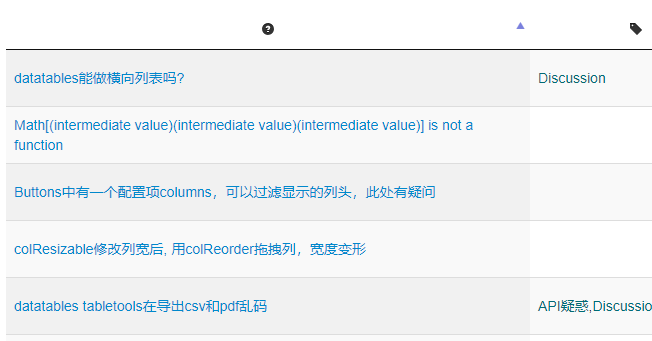 datatables能做横向列表吗?
Discussion
Math[(intermediate value)(intermediate value)(intermediate value)] is not a
function
Buttons中有一个配置项columns，可以过滤显示的列头，此处有疑问
colResizable修改列宽后, 用colReorder拖拽列，宽度变形
datatables tabletools在导出csv和pdf乱码
API疑惑,Discussio